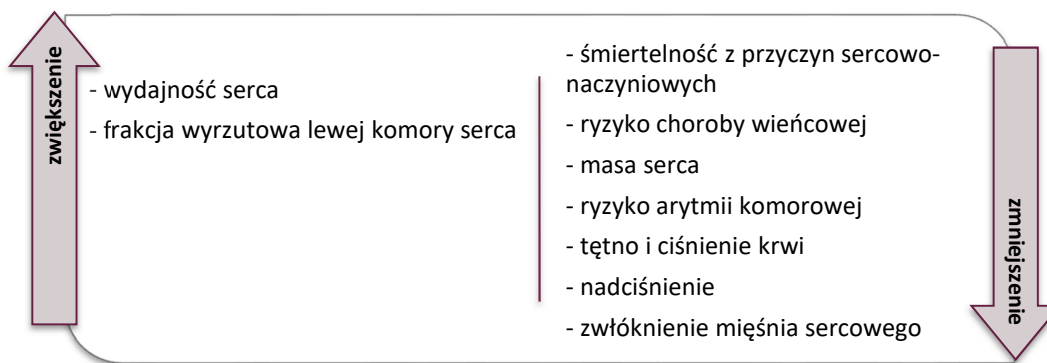 zwiększenie
- wydajność serca
- frakcja wyrzutowa lewej komory serca
- śmiertelność z przyczyn sercowo-
naczyniowych
- ryzyko choroby wieńcowej
- masa serca
- ryzyko arytmii komorowej
- tętno i ciśnienie krwi
- nadciśnienie
- zwłóknienie mięśnia sercowego
zmniejszenie